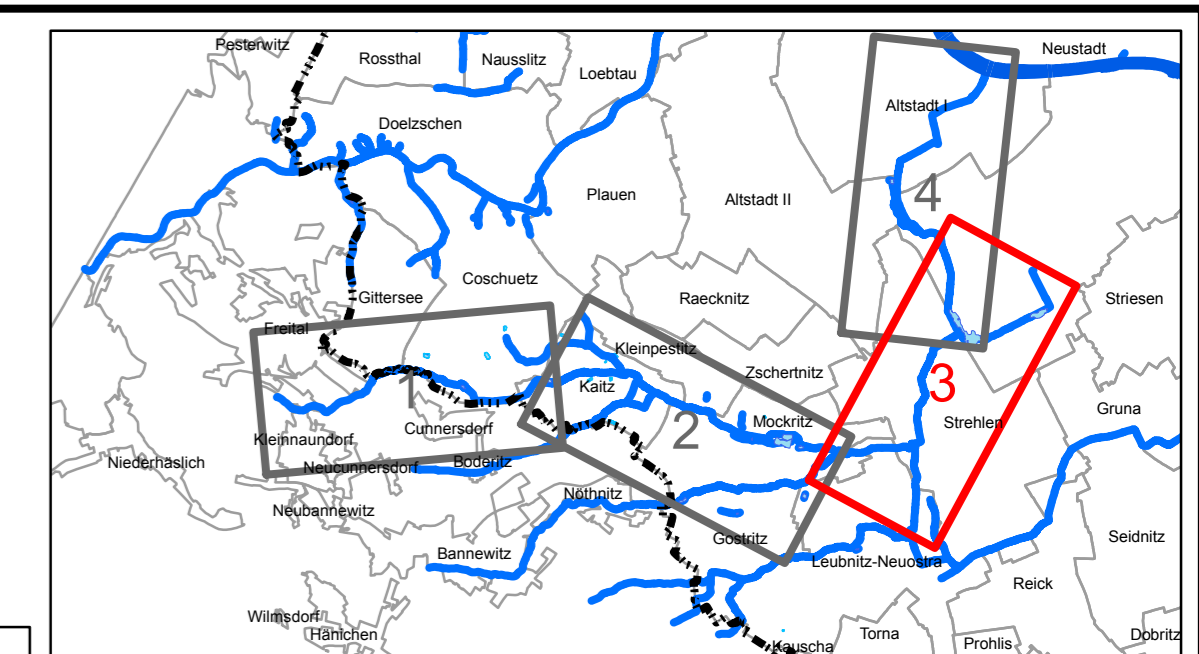 Pesterwitz
Rossthal
Nausslitz
Neustadt
Loebtau
Altstadt I
Doelzschen
Plauen
Altstadt II
4
Coschuetz
Gittersee
Raecknitz
Striesen
Freital
Kleinpestitz
Zschertnitz
1
Kaitz
3
Gruna
Cunnersdorf
2
Mockritz
Strehlen
Kleinnaundorf
Niederhäslich
Neucunnersdorf
Boderitz
Nöthnitz
Neubannewitz
Gostritz
Seidnitz
Bannewitz
Leubnitz-Neuostra
Reick
Wilmsdorf
Hänichen
Torna
Dobritz
Kauscha
Prohlis